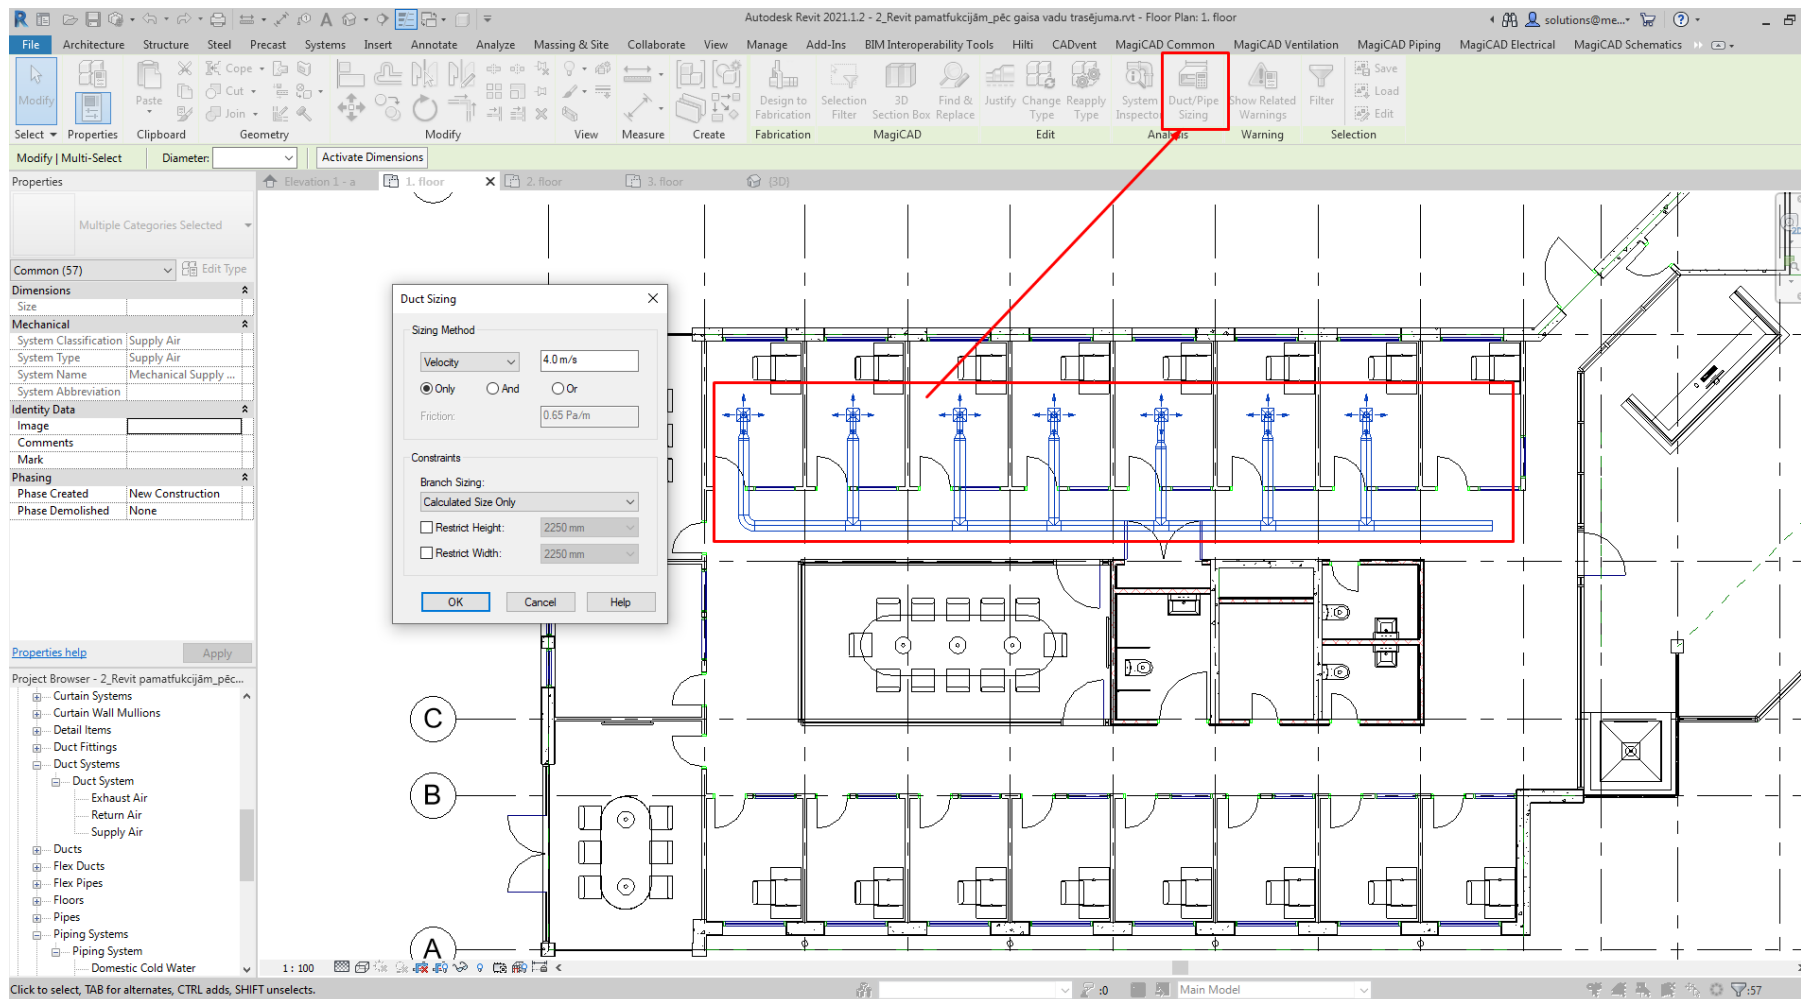 Autodesk Revit 2021.1.2 - 2_Revit pamatfukcijām_pēc gaisa vadu trasējuma.rvt - Floor Plan: 1. floor
solutions@me...
File Architecture Structure Steel Precast Systems Insert Annotate Analyze Massing & Site Collaborate View Manage Add-Ins BIM Interoperability Tools Hilti CADvent MagiCAD Common MagiCAD Ventilation MagiCAD Piping MagiCAD Electrical MagiCAD Schematics
Modify
Paste
Cope
Cut
Join
Design to Fabrication
Selection Filter
3D Section Box
Find & Replace
Justify
Change Type
Reapply Type
System Inspector
Duct/Pipe Sizing
Show Related Warnings
Filter
Save
Load
Edit
Select Properties Clipboard Geometry Modify View Measure Create Fabrication MagiCAD Edit Analysis Warning Selection
Modify | Multi-Select Diameter: Activate Dimensions
Properties
Elevation 1 - a 1. floor 2. floor 3. floor {3D}
Multiple Categories Selected
Common (57) Edit Type
Dimensions
Size
Mechanical
System Classification Supply Air
System Type Supply Air
System Name Mechanical Supply ...
System Abbreviation
Identity Data
Image
Comments
Mark
Phasing
Phase Created New Construction
Phase Demolished None
Properties help Apply
Duct Sizing
Sizing Method
Velocity 4.0 m/s
Only And Or
Friction: 0.65 Pa/m
Constraints
Branch Sizing:
Calculated Size Only
Restrict Height: 2250 mm
Restrict Width: 2250 mm
OK Cancel Help
Project Browser - 2_Revit pamatfukcijām_pēc...
Curtain Systems
Curtain Wall Mullions
Detail Items
Duct Fittings
Duct Systems
Duct System
Exhaust Air
Return Air
Supply Air
Ducts
Flex Ducts
Flex Pipes
Floors
Pipes
Piping Systems
Piping System
Domestic Cold Water
C
B
A
1 : 100
Click to select, TAB for alternates, CTRL adds, SHIFT unselects.
:0
Main Model
:57